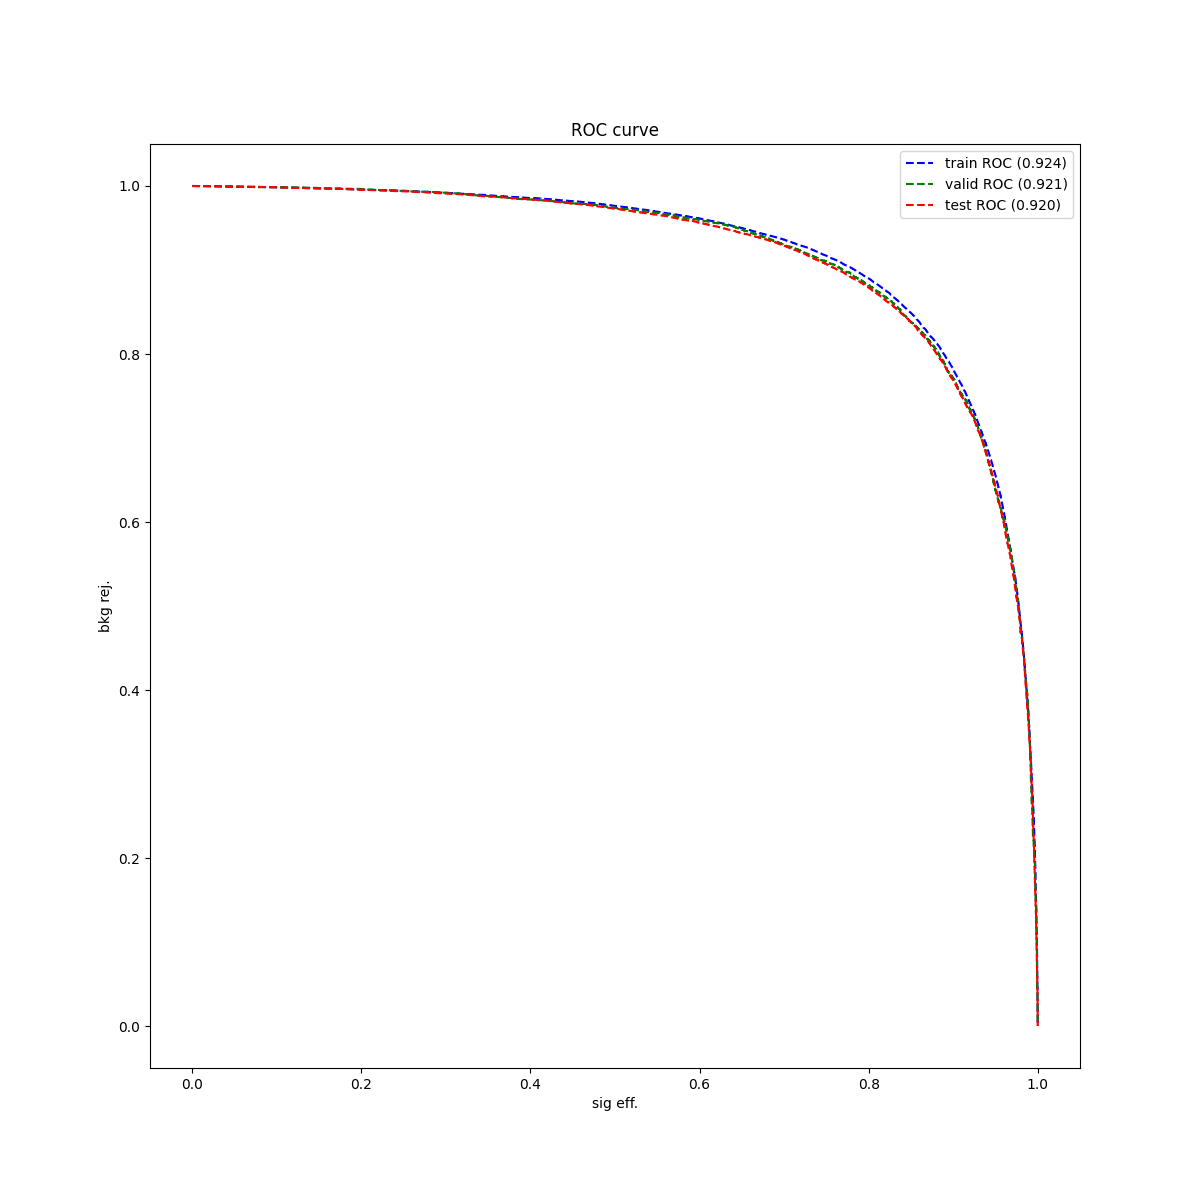 ROC curve
train ROC (0.924)
valid ROC (0.921)
test ROC (0.920)
1.0
0.8
0.6
0.4
0.2
0.0
bkg rej.
0.0 0.2 0.4 0.6 0.8 1.0
sig eff.